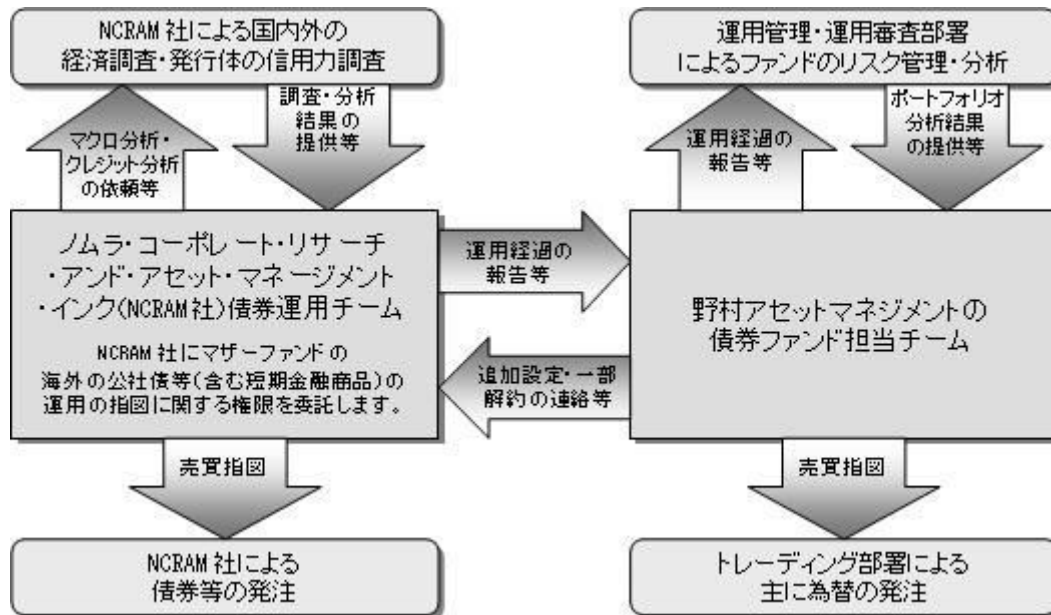 NCRAM社による国内外の
経済調査・発行体の信用力調査
運用管理・運用審査部署
によるファンドのリスク管理・分析
マクロ分析・
クレジット分析
の依頼等
調査・分析
結果の
提供等
運用経過の
報告等
ポートフォリオ
分析結果
の提供等
ノムラ・コーポレート・リサーチ
・アンド・アセット・マネージメント
・インク(NCRAM社)債券運用チーム
NCRAM社にマザーファンドの
海外の公社債等(含む短期金融商品)の
運用の指図に関する権限を委託します。
運用経過の
報告等
追加設定・一部
解約の連絡等
野村アセットマネジメントの
債券ファンド担当チーム
売買指図
売買指図
NCRAM社による
債券等の発注
トレーディング部署による
主に為替の発注